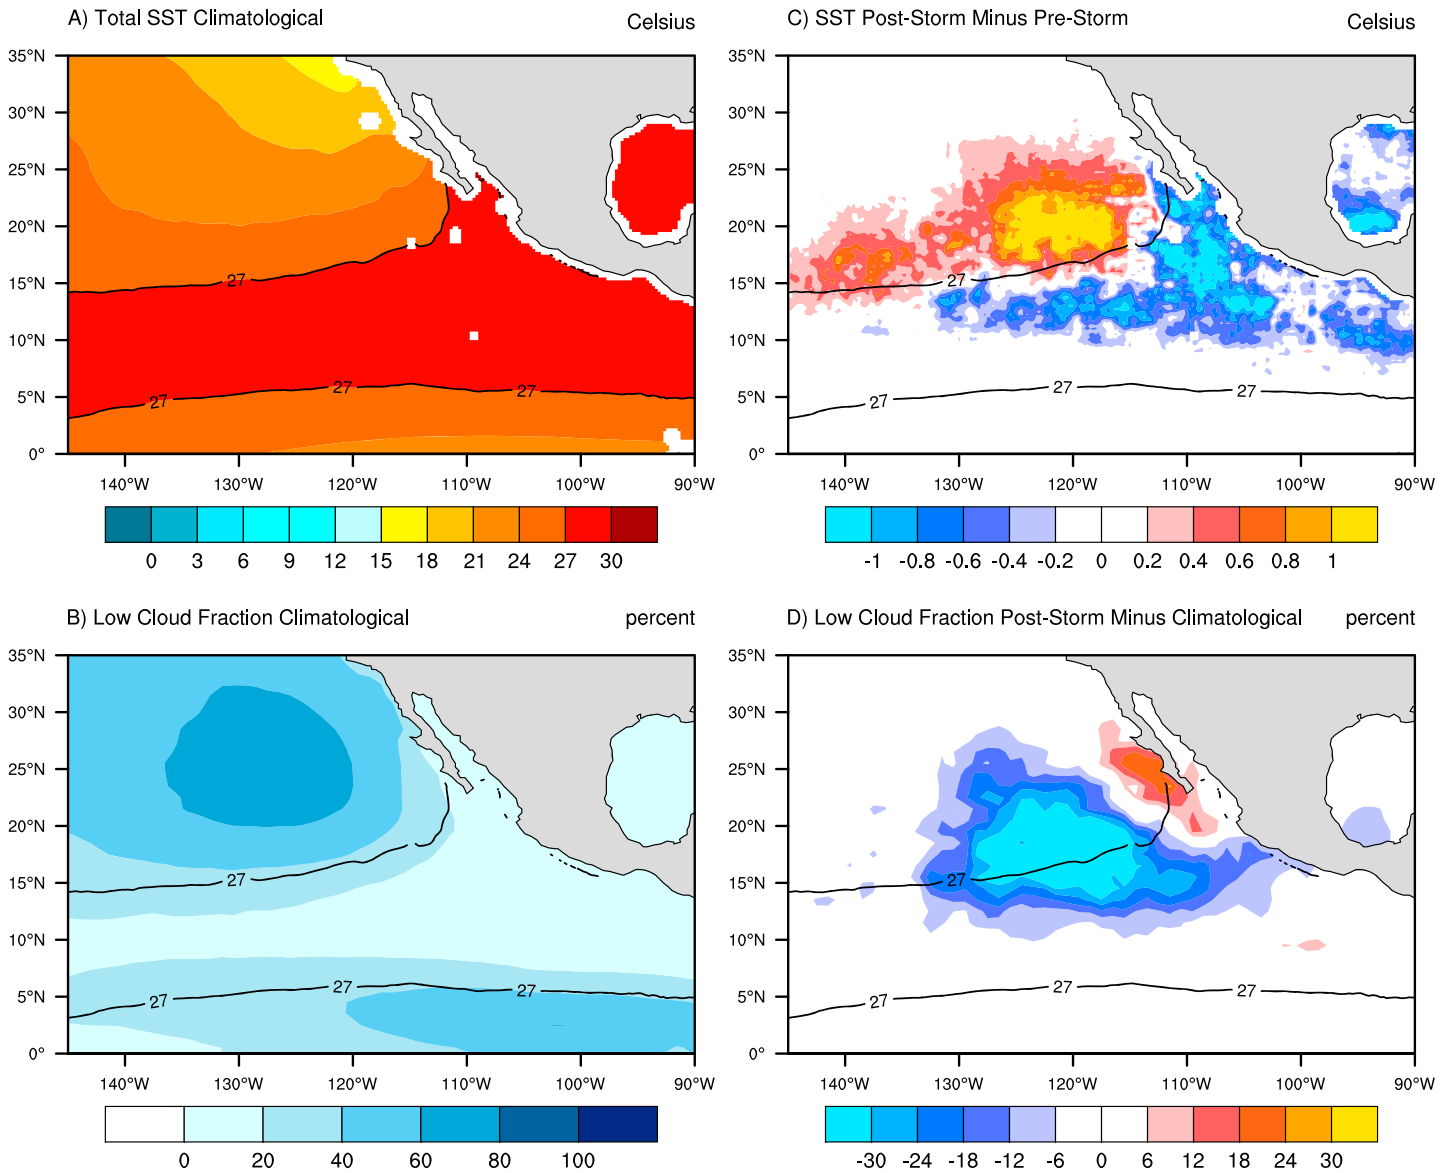 A) Total SST Climatological
Celsius
35°N
30°N
25°N
20°N
15°N
10°N
5°N
0°
27
27
27
27
140°W
130°W
120°W
110°W
100°W
90°W
0
3
6
9
12
15
18
21
24
27
30
C) SST Post-Storm Minus Pre-Storm
Celsius
35°N
30°N
25°N
20°N
15°N
10°N
5°N
0°
27
27
27
27
140°W
130°W
120°W
110°W
100°W
90°W
-1
-0.8
-0.6
-0.4
-0.2
0
0.2
0.4
0.6
0.8
1
B) Low Cloud Fraction Climatological
percent
35°N
30°N
25°N
20°N
15°N
10°N
5°N
0°
27
27
27
27
140°W
130°W
120°W
110°W
100°W
90°W
0
20
40
60
80
100
D) Low Cloud Fraction Post-Storm Minus Climatological
percent
35°N
30°N
25°N
20°N
15°N
10°N
5°N
0°
27
27
27
27
140°W
130°W
120°W
110°W
100°W
90°W
-30
-24
-18
-12
-6
0
6
12
18
24
30